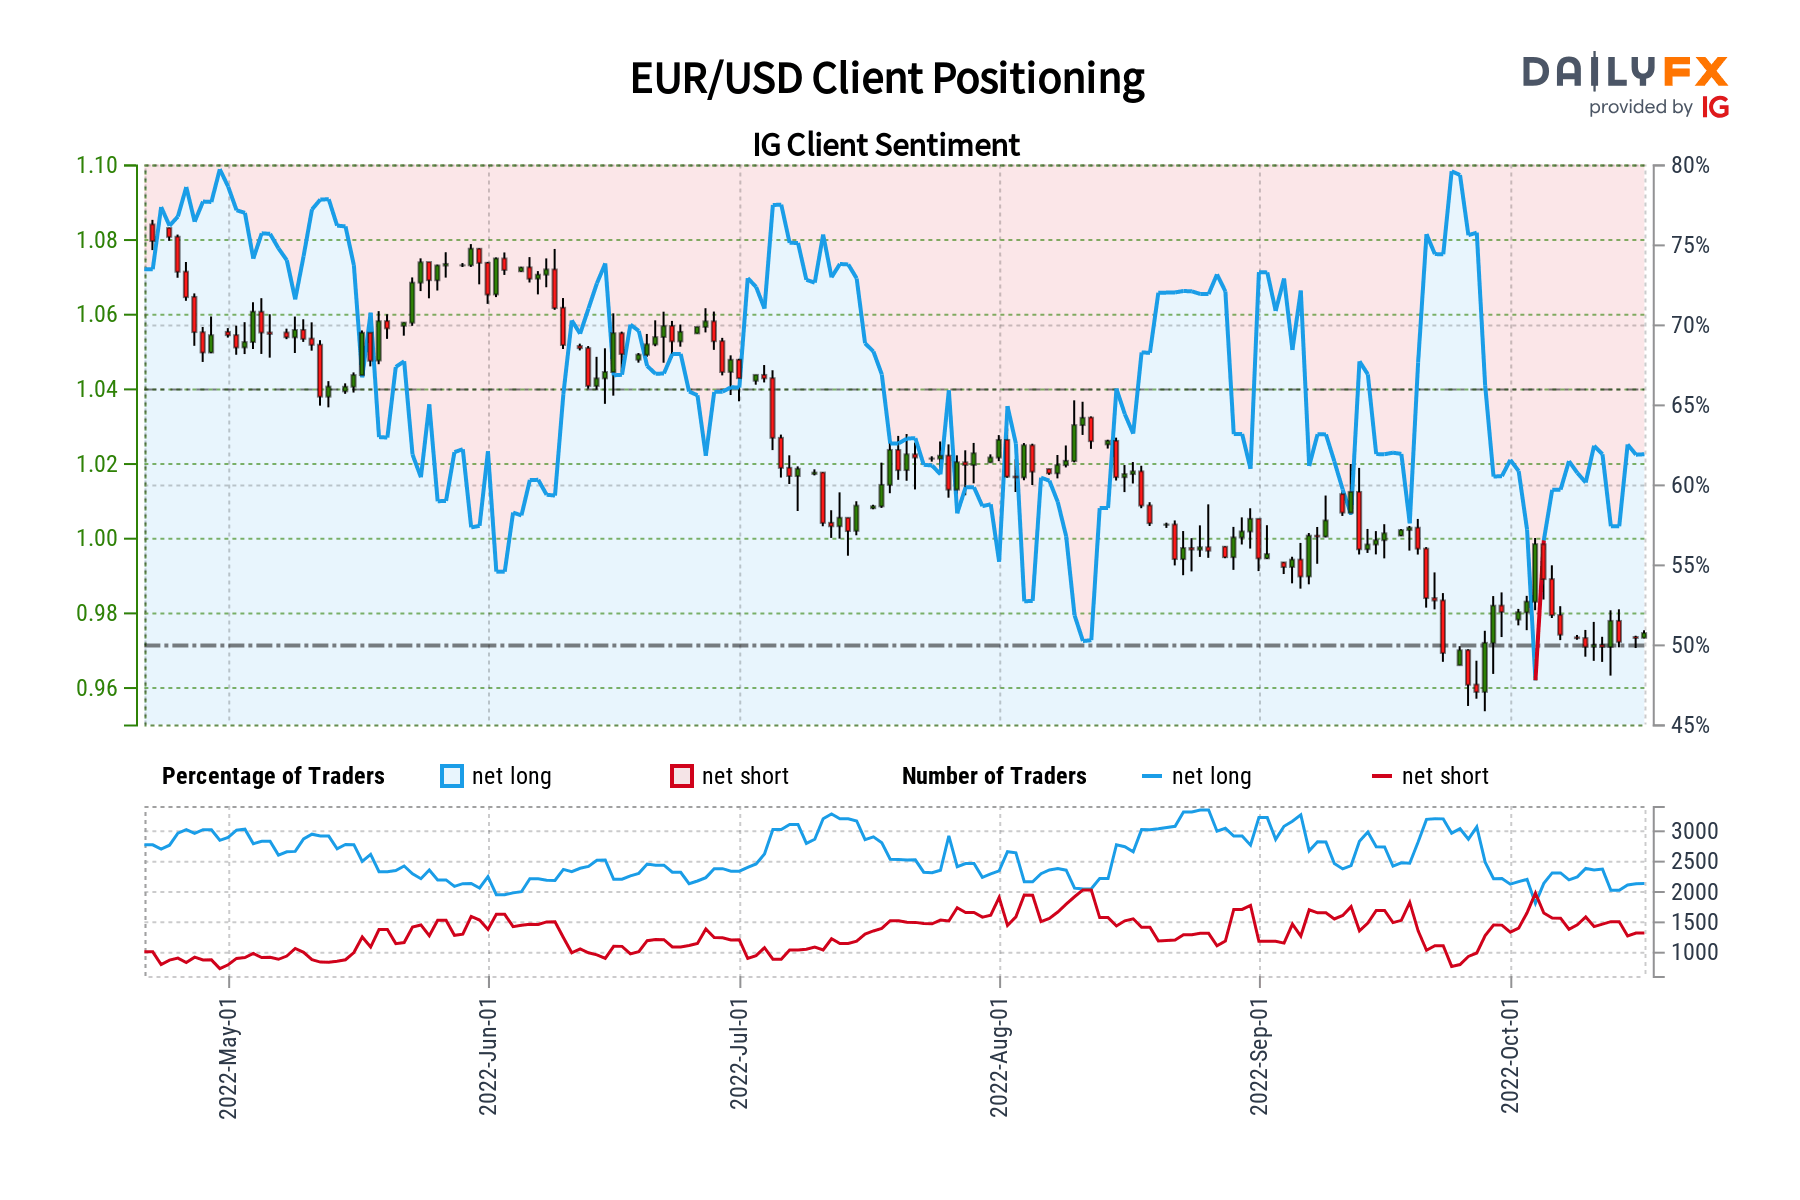 EUR/USD Client Positioning
DAILYFX
provided by IG
IG Client Sentiment
1.10
1.08
1.06
1.04
1.02
1.00
0.98
0.96
80%
75%
70%
65%
60%
55%
50%
45%
Percentage of Traders net long net short Number of Traders net long net short
3000
2500
2000
1500
1000
2022-May-01
2022-Jun-01
2022-Jul-01
2022-Aug-01
2022-Sep-01
2022-Oct-01